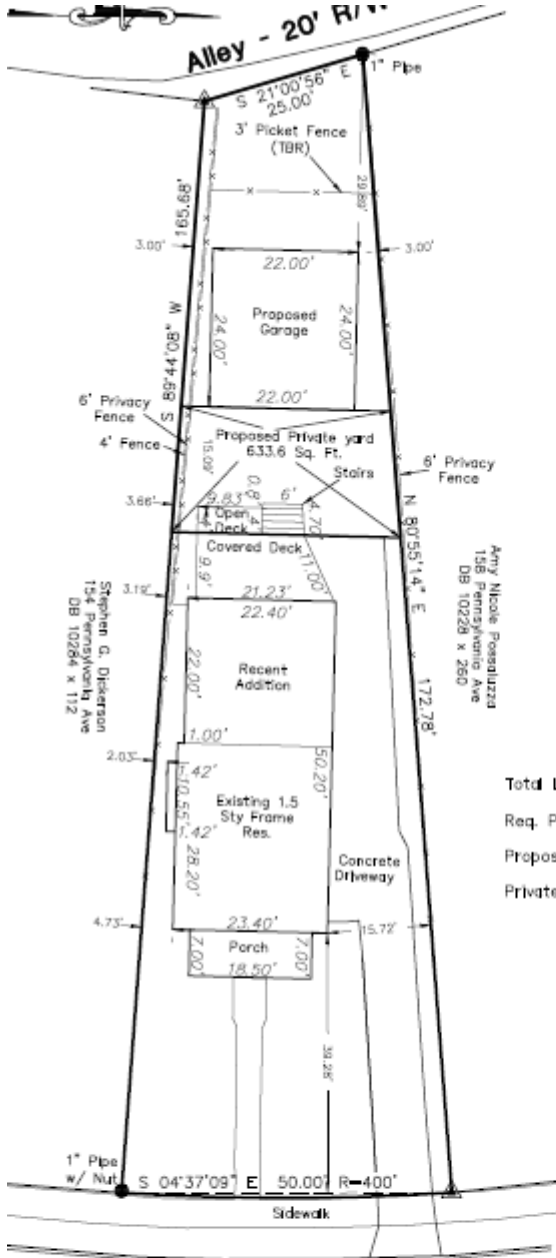 Alley - 20' R/W
S 21°00'56" E
25.00'
1" Pipe
3' Picket Fence
(TBR)
29.89'
165.68'
S 89°44'08" W
3.00'
3.00'
22.00'
Proposed
Garage
24.00'
24.00'
22.00'
6' Privacy
Fence
4' Fence
Proposed Private yard
633.6 Sq. Ft.
15.09'
Stairs
6' Privacy
Fence
3.66'
9.83'
0.8'
6'
4.70'
Open
Deck
Covered Deck
11.00'
9.9'
N 80°55'14" E
172.78'
Amy Nicole Possaluzza
158 Pennsylvania Ave
DB 10228 x 260
3.19'
21.23'
22.40'
Stephen G. Dickerson
154 Pennsylvania Ave
DB 10284 x 112
22.00'
Recent
Addition
1.00'
2.03'
1.42'
10.55'
1.42'
50.20'
Existing 1.5
Sty Frame
Res.
28.20'
Concrete
Driveway
Total L
Req. P
Propos
Private
4.73'
23.40'
15.72'
7.00'
Porch
7.00'
18.50'
39.28'
1" Pipe
w/ Nut
S 04°37'09" E 50.00' R=400'
Sidewalk